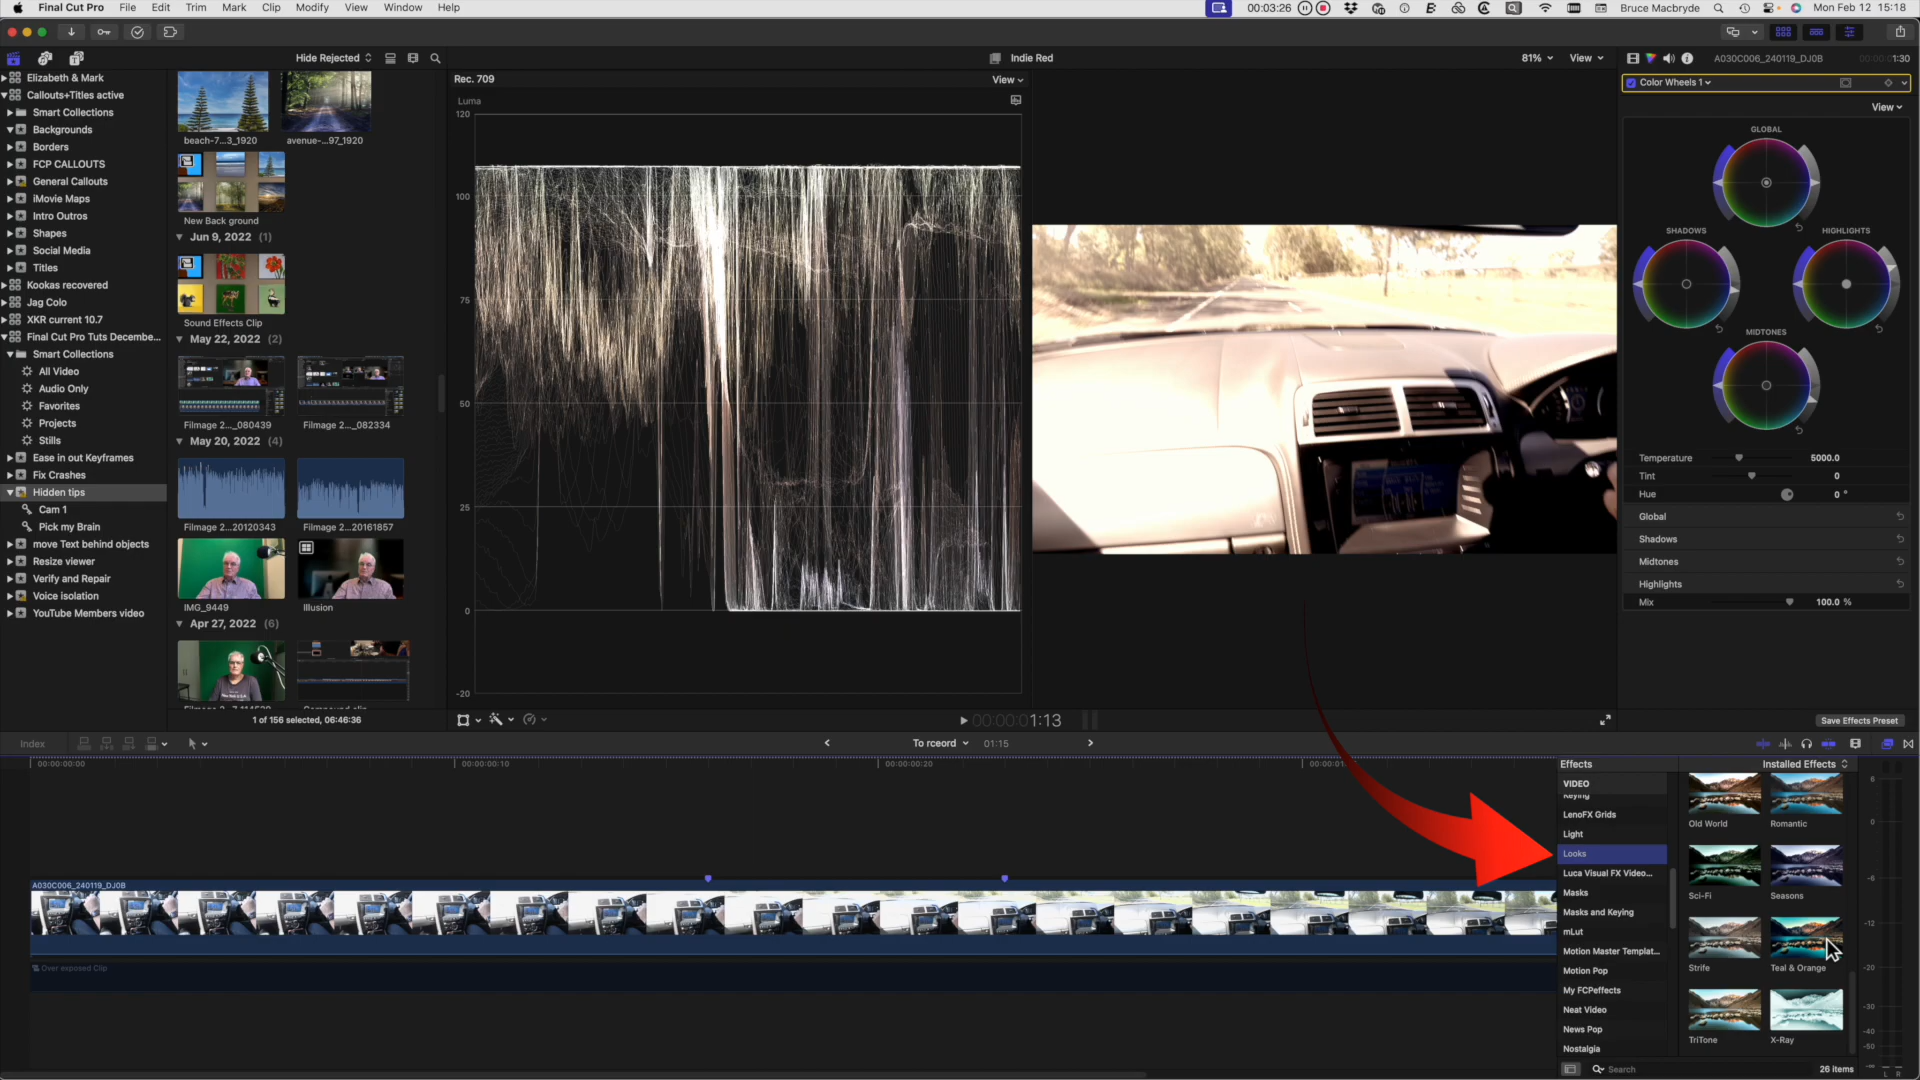 Final Cut Pro File Edit Trim Mark Clip Modify View Window Help 00:03:26 Bruce Macbryde Mon Feb 12 15:18
Hide Rejected
Indie Red
81% View
A030C006_240119_DJ0B 1:30
Elizabeth & Mark
Callouts+Titles active
Smart Collections
Backgrounds
Borders
FCP CALLOUTS
General Callouts
iMovie Maps
Intro Outros
Shapes
Social Media
Titles
Kookas recovered
Jag Colo
XKR current 10.7
Final Cut Pro Tuts Decembe...
Smart Collections
All Video
Audio Only
Favorites
Projects
Stills
Ease in out Keyframes
Fix Crashes
Hidden tips
Cam 1
Pick my Brain
move Text behind objects
Resize viewer
Verify and Repair
Voice isolation
YouTube Members video
beach-7...3_1920 avenue-...97_1920
New Back ground
Jun 9, 2022 (1)
Sound Effects Clip
May 22, 2022 (2)
Filmage 2..._080439 Filmage 2..._082334
May 20, 2022 (4)
Filmage 2...20120343 Filmage 2...20161857
IMG_9449 Illusion
Apr 27, 2022 (6)
1 of 156 selected, 06:46:36
Rec. 709 View
Luma
120
100
75
50
25
0
-20
Color Wheels 1
View
GLOBAL
SHADOWS HIGHLIGHTS
MIDTONES
Temperature 5000.0
Tint 0
Hue 0 °
Global
Shadows
Midtones
Highlights
Mix 100.0 %
00:00:00:01:13
Save Effects Preset
Index
To rceord 01:15
00:00:00:00 00:00:00:10 00:00:00:20
A030C006_240119_DJ0B
Over exposed Clip
Effects Installed Effects
VIDEO
Keying
LenoFX Grids
Light
Looks
Luca Visual FX Video...
Masks
Masks and Keying
mLut
Motion Master Templat...
Motion Pop
My FCPeffects
Neat Video
News Pop
Nostalgia
Old World Romantic
Sci-Fi Seasons
Strife Teal & Orange
TriTone X-Ray
Search 26 items
6
0
-6
-12
-20
-30
-40
-50
-∞
L R